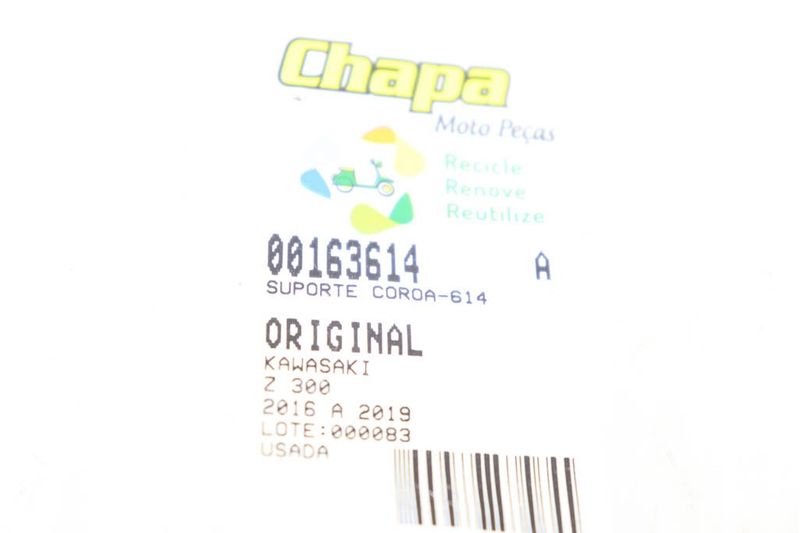 Chapa
Moto Peças
Recicle
Renove
Reutilize
00163614 A
SUPORTE COROA-614
ORIGINAL
KAWASAKI
Z 300
2016 A 2019
LOTE:000083
USADA